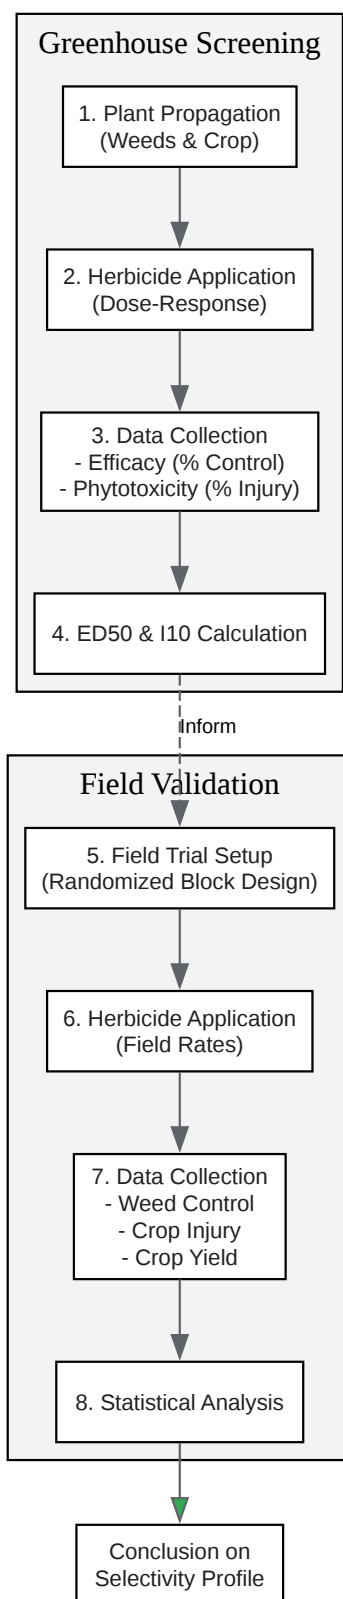 Greenhouse Screening
1. Plant Propagation
(Weeds & Crop)
2. Herbicide Application
(Dose-Response)
3. Data Collection
- Efficacy (% Control)
- Phytotoxicity (% Injury)
4. ED50 & I10 Calculation
Inform
Field Validation
5. Field Trial Setup
(Randomized Block Design)
6. Herbicide Application
(Field Rates)
7. Data Collection
- Weed Control
- Crop Injury
- Crop Yield
8. Statistical Analysis
Conclusion on
Selectivity Profile